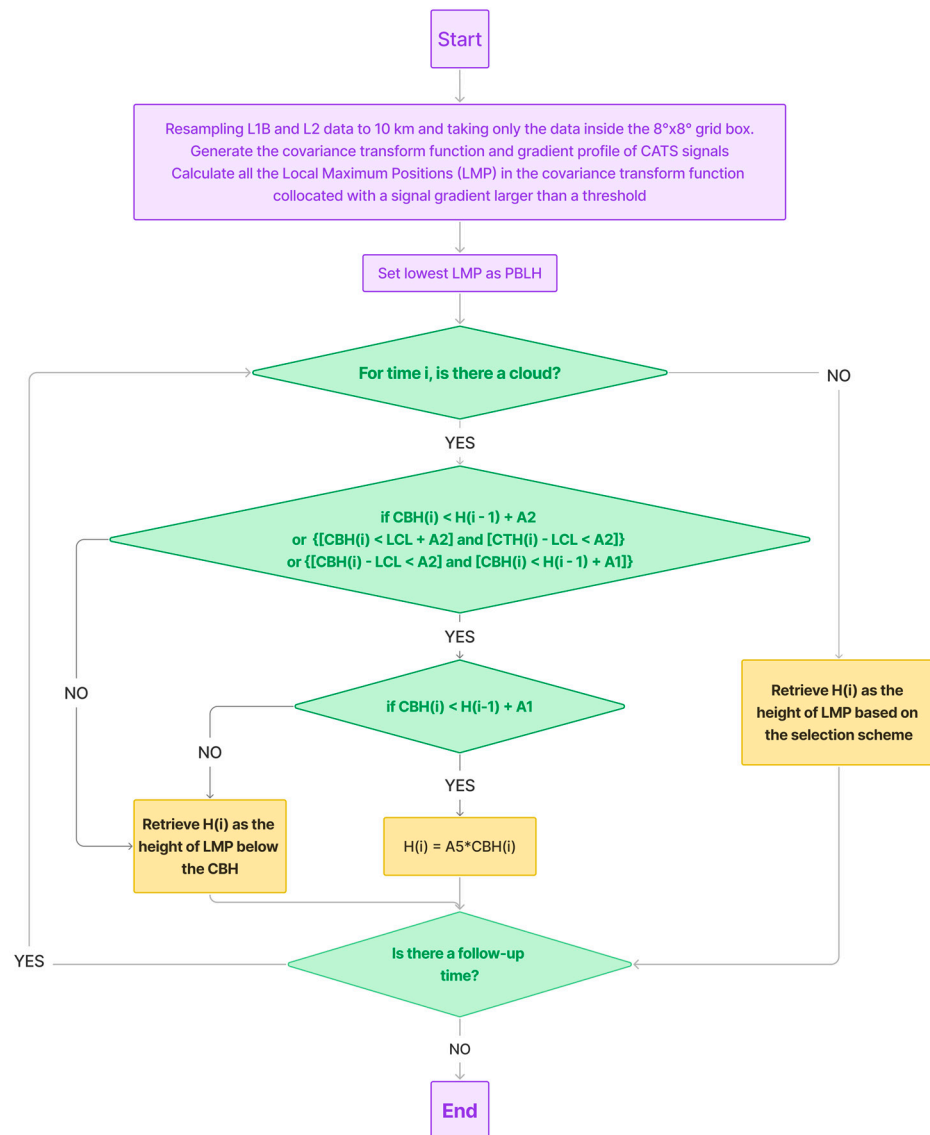 Start
Resampling L1B and L2 data to 10 km and taking only the data inside the 8°x8° grid box.
Generate the covariance transform function and gradient profile of CATS signals
Calculate all the Local Maximum Positions (LMP) in the covariance transform function
collocated with a signal gradient larger than a threshold
Set lowest LMP as PBLH
For time i, is there a cloud?
NO
YES
if CBH(i) < H(i - 1) + A2
or {[CBH(i) < LCL + A2] and [CTH(i) - LCL < A2]}
or {[CBH(i) - LCL < A2] and [CBH(i) < H(i - 1) + A1]}
YES
NO
if CBH(i) < H(i-1) + A1
Retrieve H(i) as the
height of LMP based on
the selection scheme
NO
YES
Retrieve H(i) as the
height of LMP below
the CBH
H(i) = A5*CBH(i)
Is there a follow-up
time?
YES
NO
End